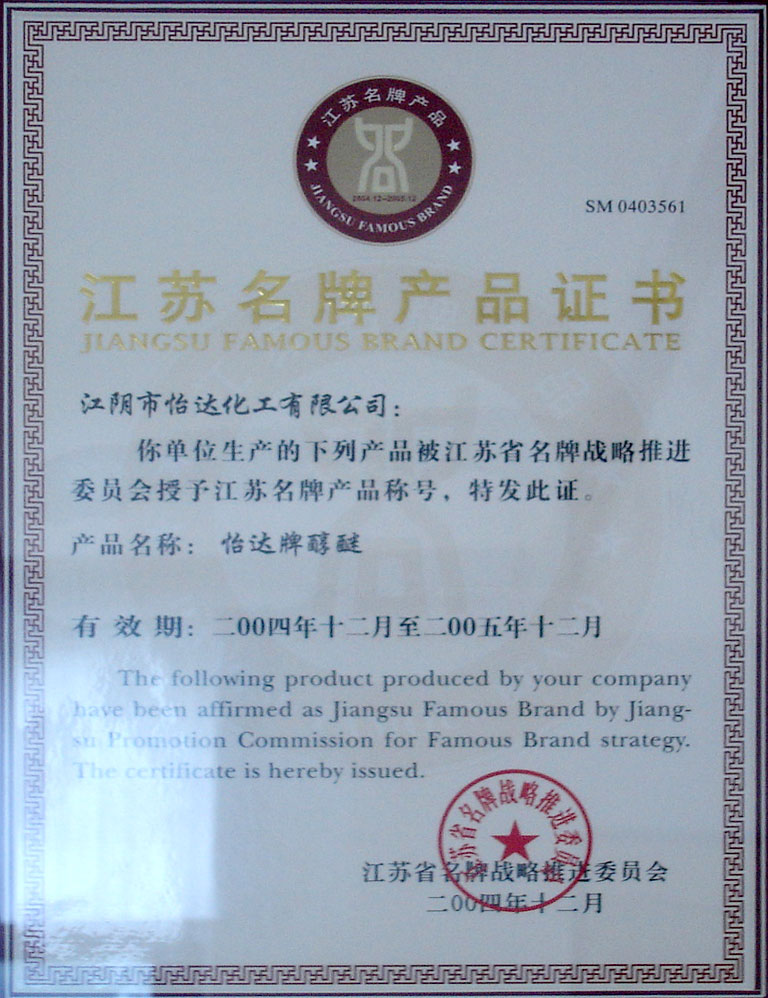 江苏名牌产品
2004.12-2005.12
JIANGSU FAMOUS BRAND
SM 0403561
江苏名牌产品证书
JIANGSU FAMOUS BRAND CERTIFICATE
江阴市怡达化工有限公司：
你单位生产的下列产品被江苏省名牌战略推进
委员会授予江苏名牌产品称号，特发此证。
产品名称： 怡达牌醇醚
有 效 期：二00四年十二月至二00五年十二月
The following product produced by your company
have been affirmed as Jiangsu Famous Brand by Jiang-
su Promotion Commission for Famous Brand strategy.
The certificate is hereby issued.
江苏省名牌战略推进委员会
江苏省名牌战略推进委员会
二00四年十二月